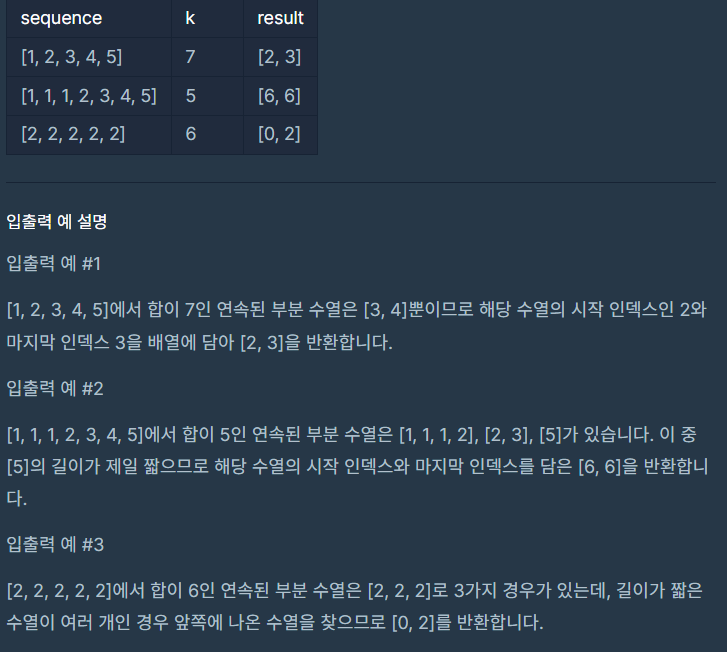 sequence k result
[1, 2, 3, 4, 5] 7 [2, 3]
[1, 1, 1, 2, 3, 4, 5] 5 [6, 6]
[2, 2, 2, 2, 2] 6 [0, 2]
입출력 예 설명
입출력 예 #1
[1, 2, 3, 4, 5]에서 합이 7인 연속된 부분 수열은 [3, 4]뿐이므로 해당 수열의 시작 인덱스인 2와
마지막 인덱스 3을 배열에 담아 [2, 3]을 반환합니다.
입출력 예 #2
[1, 1, 1, 2, 3, 4, 5]에서 합이 5인 연속된 부분 수열은 [1, 1, 1, 2], [2, 3], [5]가 있습니다. 이 중
[5]의 길이가 제일 짧으므로 해당 수열의 시작 인덱스와 마지막 인덱스를 담은 [6, 6]을 반환합니
다.
입출력 예 #3
[2, 2, 2, 2, 2]에서 합이 6인 연속된 부분 수열은 [2, 2, 2]로 3가지 경우가 있는데, 길이가 짧은
수열이 여러 개인 경우 앞쪽에 나온 수열을 찾으므로 [0, 2]를 반환합니다.